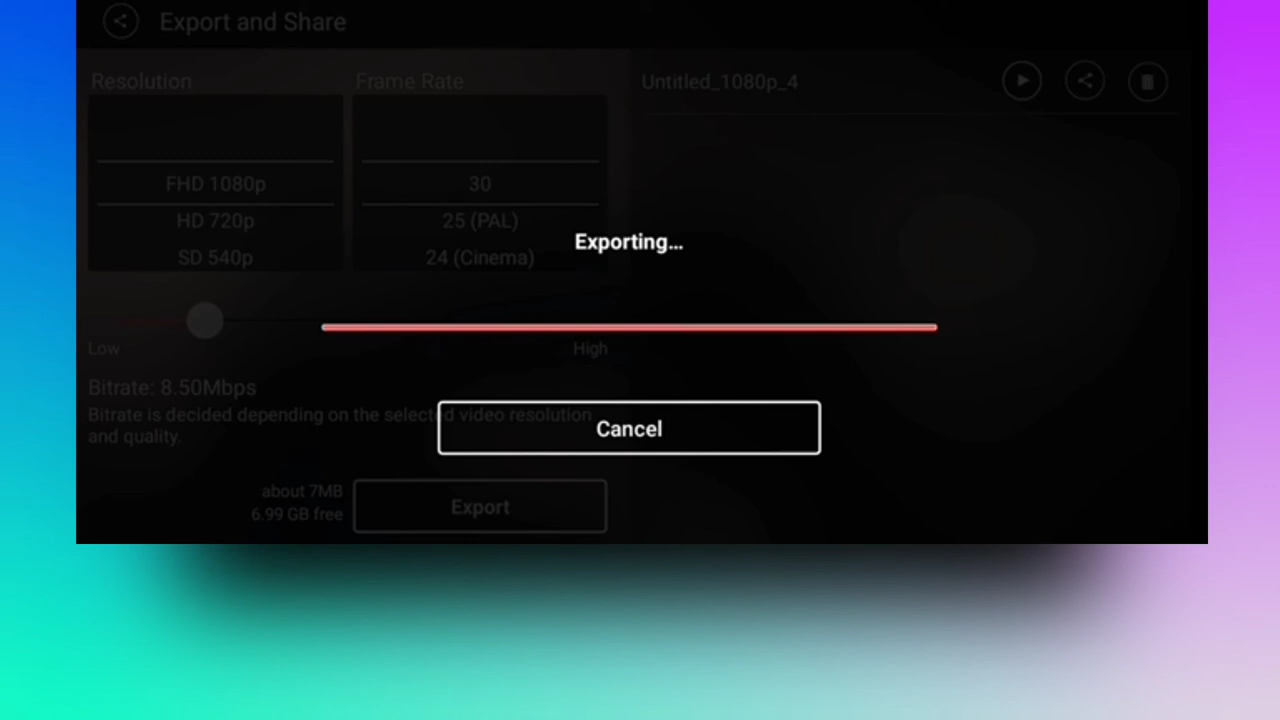 Export and Share
Resolution
Frame Rate
Untitled_1080p_4
FHD 1080p
30
HD 720p
25 (PAL)
SD 540p
24 (Cinema)
Exporting...
Low
High
Bitrate: 8.50Mbps
Bitrate is decided depending on the selected video resolution
and quality.
Cancel
about 7MB
6.99 GB free
Export